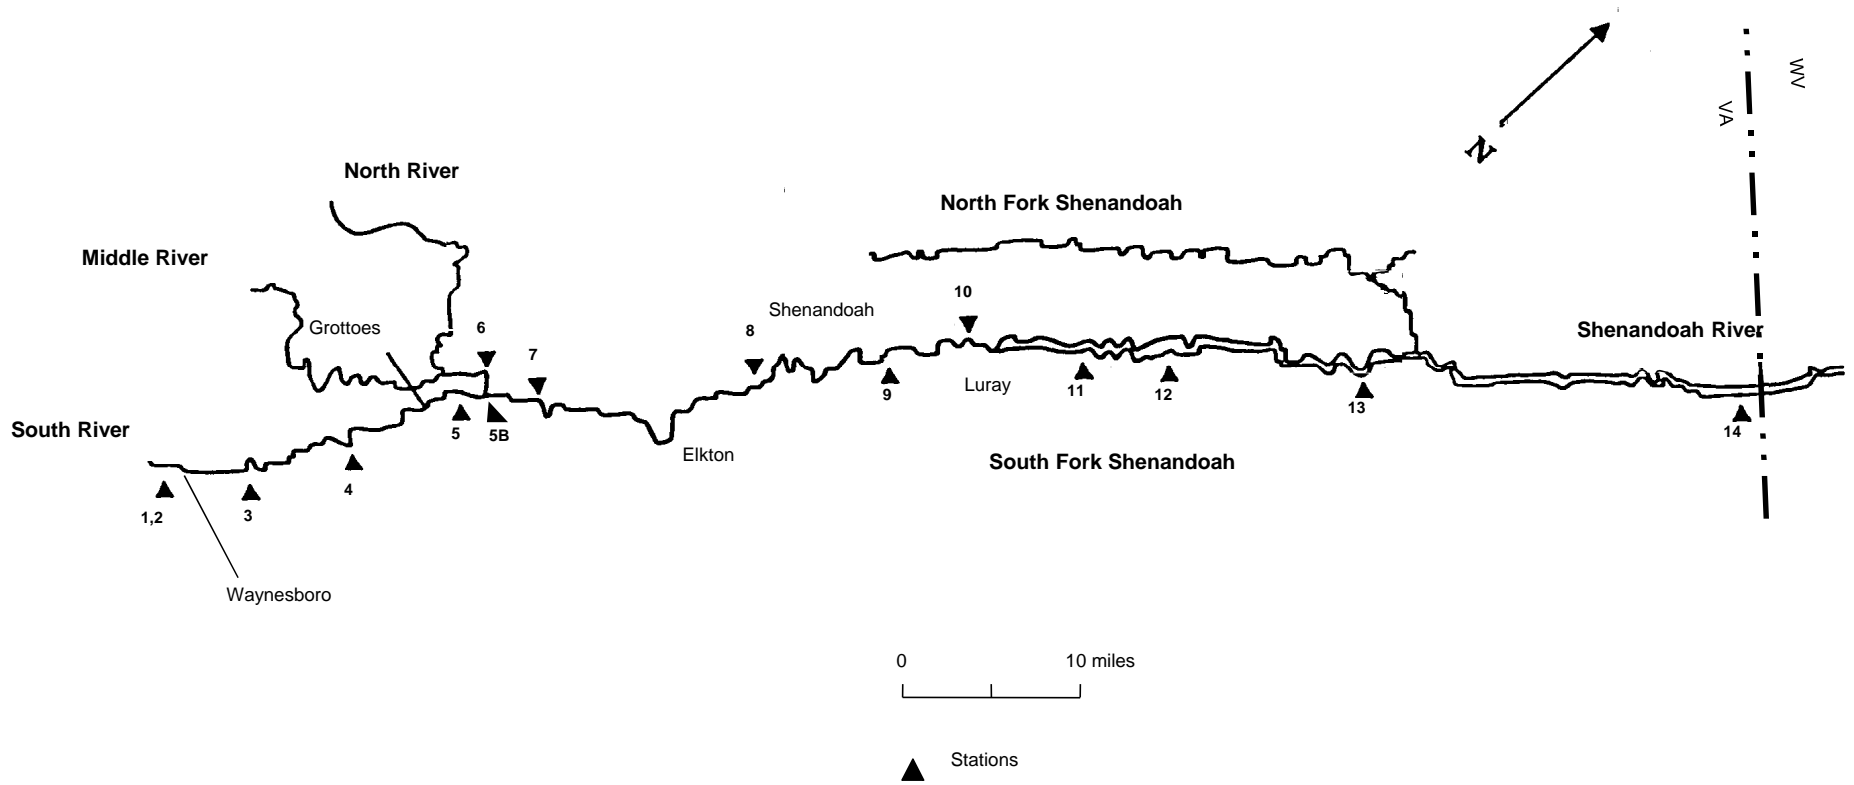 WV
VA
N
North River
North Fork Shenandoah
Middle River
10
Shenandoah
Grottoes
6
8
Shenandoah River
7
Luray
9
11
12
13
South River
5
5B
14
Elkton
South Fork Shenandoah
4
1,2
3
Waynesboro
0
10 miles
Stations